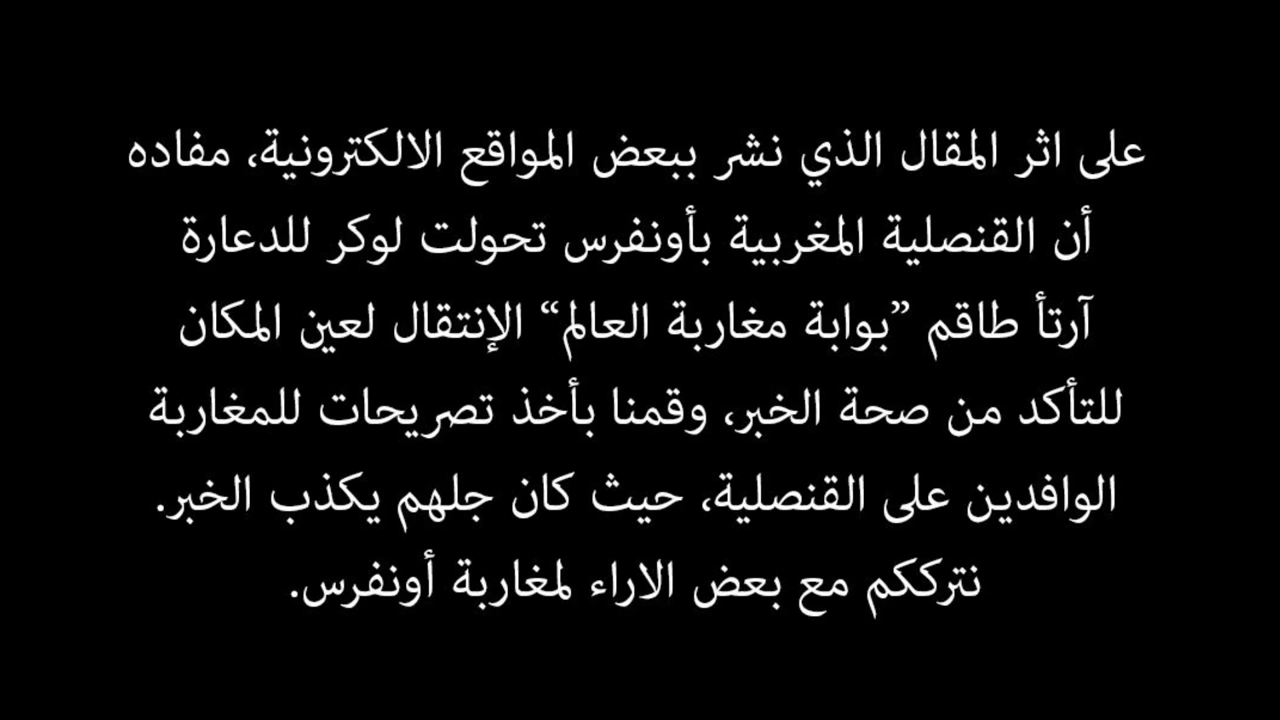 على اثر المقال الذي نشر ببعض المواقع الالكترونية، مفاده
أن القنصلية المغربية بأونفرس تحولت لوكر للدعارة
آرتأ طاقم ”بوابة مغاربة العالم“ الإنتقال لعين المكان
للتأكد من صحة الخبر، وقمنا بأخذ تصريحات للمغاربة
الوافدين على القنصلية، حيث كان جلهم يكذب الخبر.
نترككم مع بعض الاراء لمغاربة أونفرس.